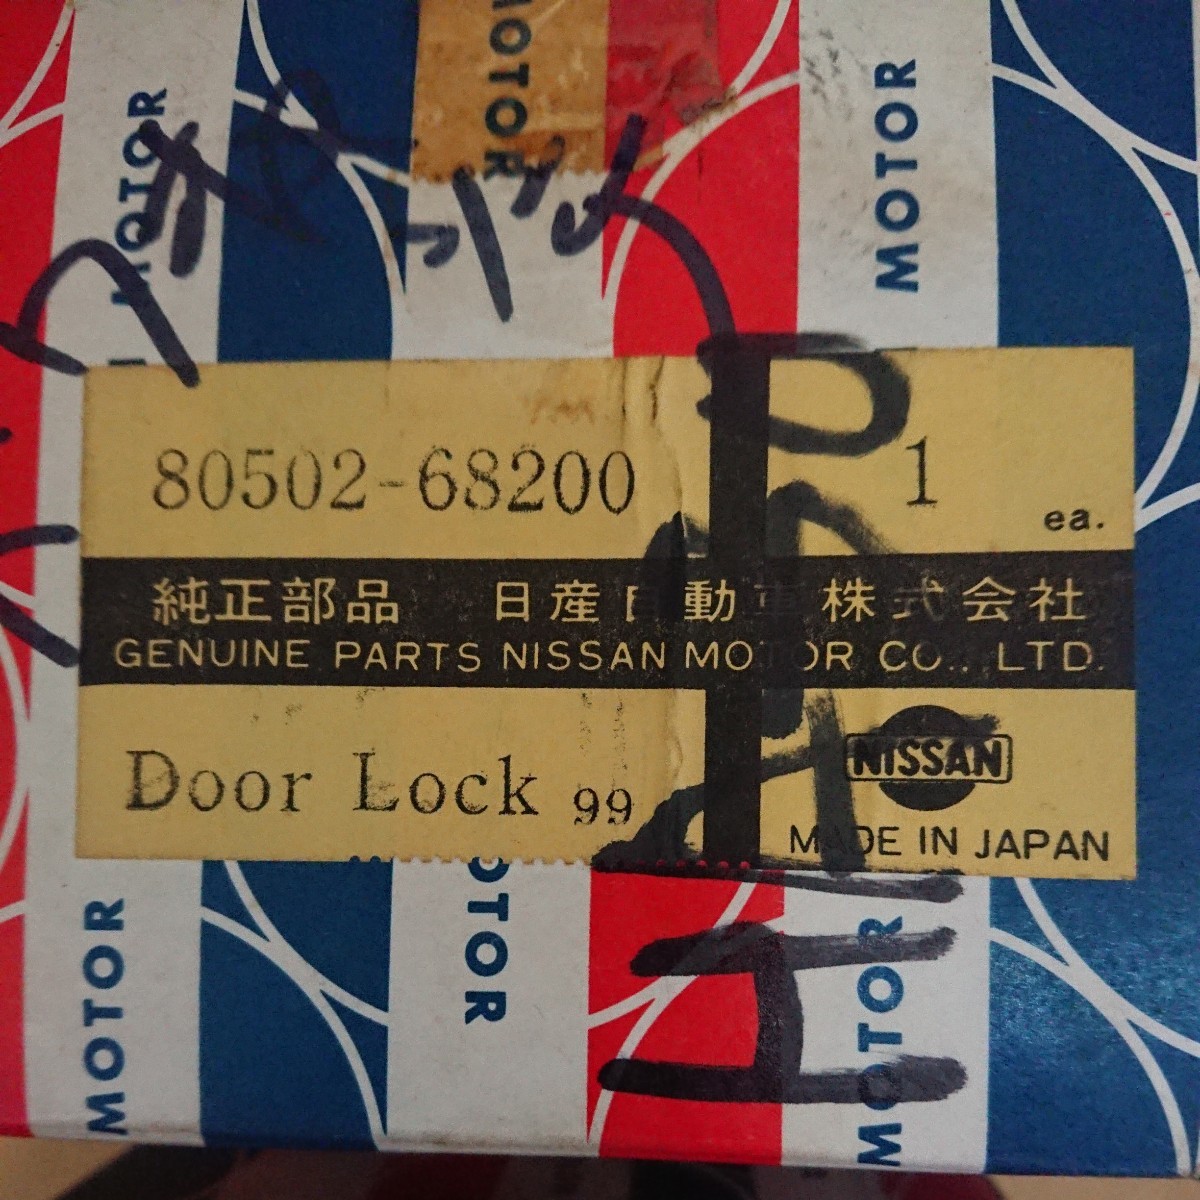 MOTOR
MOTOR
MOTOR
MOTOR
80502-68200
1
ea.
純正部品 日産自動車株式会社
GENUINE PARTS NISSAN MOTOR CO., LTD.
Door Lock 99
NISSAN
MADE IN JAPAN
MOTOR
MOTOR
MOTOR
MOTOR